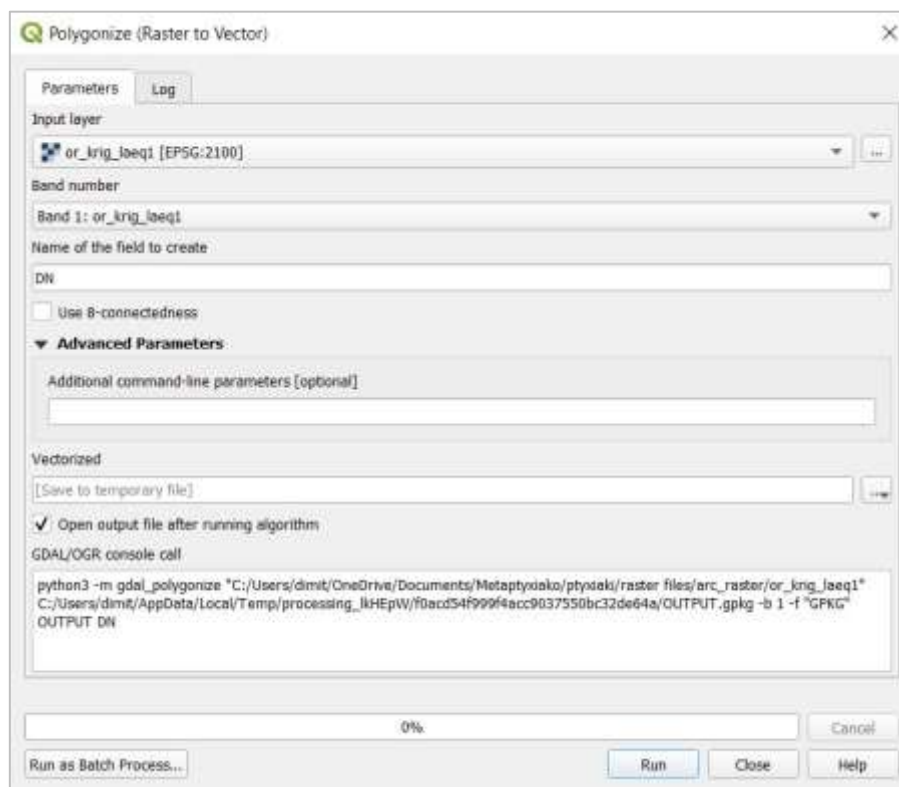 Polygonize (Raster to Vector)
Parameters
Log
Input layer
or_krig_laeq1 [EPSG:2100]
...
Band number
Band 1: or_krig_laeq1
Name of the field to create
DN
Use 8-connectedness
Advanced Parameters
Additional command-line parameters [optional]
Vectorized
[Save to temporary file]
...
Open output file after running algorithm
GDAL/OGR console call
python3 -m gdal_polygonize "C:/Users/dimit/OneDrive/Documents/Metaptyxiako/ptyxiaki/raster files/arc_raster/or_krig_laeq1"
C:/Users/dimit/AppData/Local/Temp/processing_lkHEpW/f0acd54f999f4acc9037550bc32de64a/OUTPUT.gpkg -b 1 -f "GPKG"
OUTPUT DN
0%
Cancel
Run as Batch Process...
Run
Close
Help